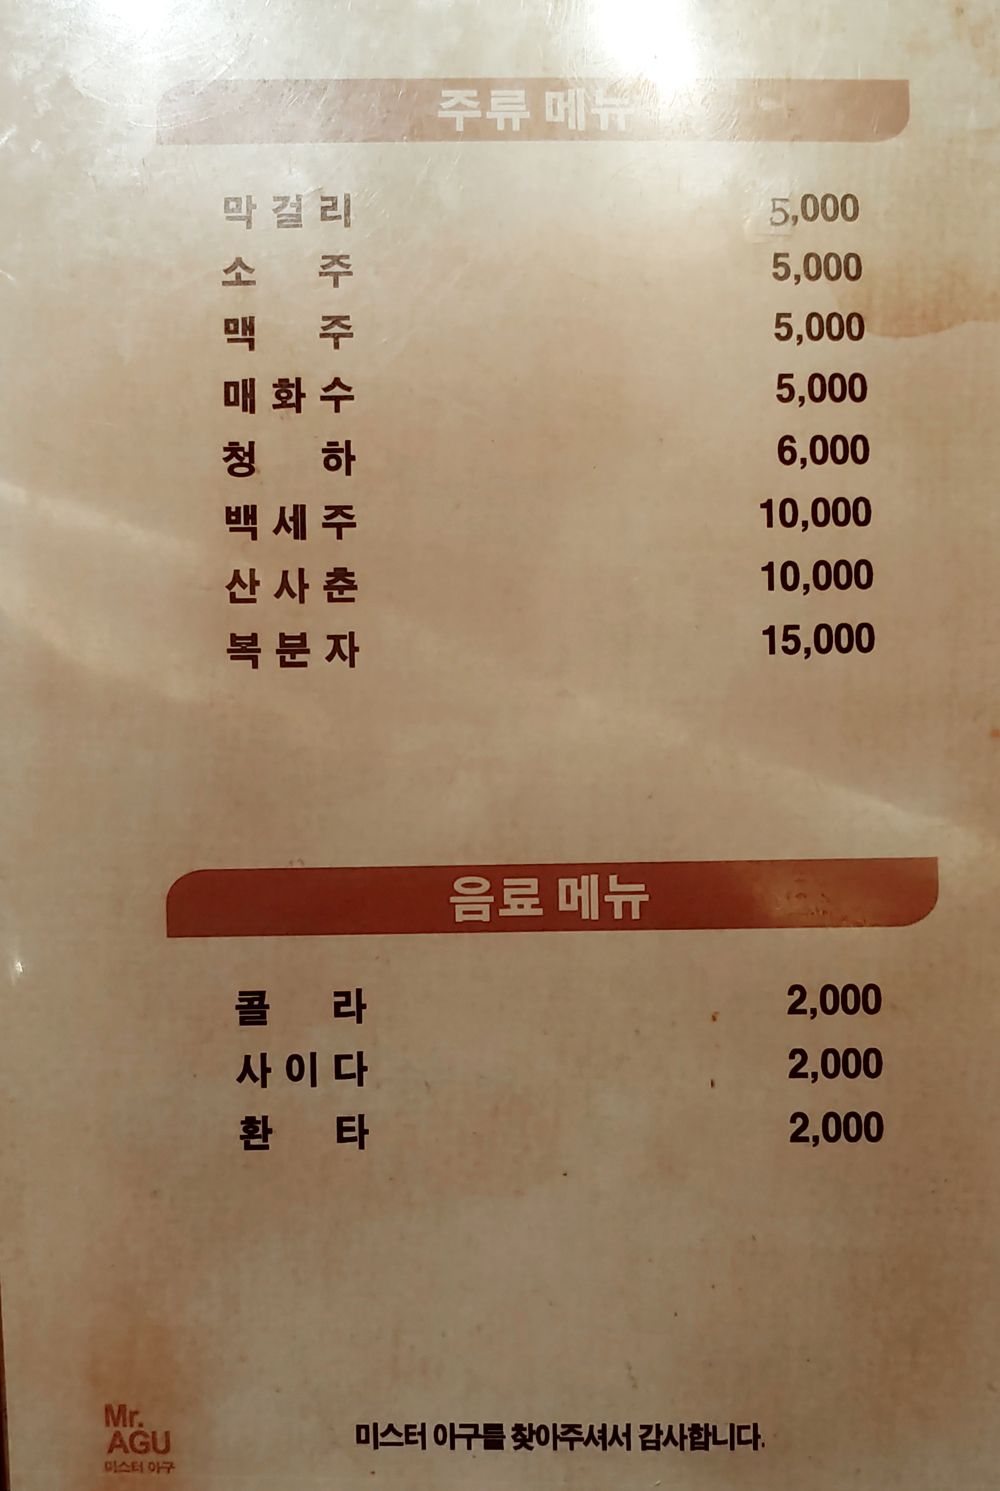 주류 메뉴
막걸리 5,000
소 주 5,000
맥 주 5,000
매화수 5,000
청 하 6,000
백세주 10,000
산사춘 10,000
복분자 15,000
음료 메뉴
콜 라 2,000
사이다 2,000
환 타 2,000
Mr.
AGU
미스터 아구
미스터 아구를 찾아주셔서 감사합니다.